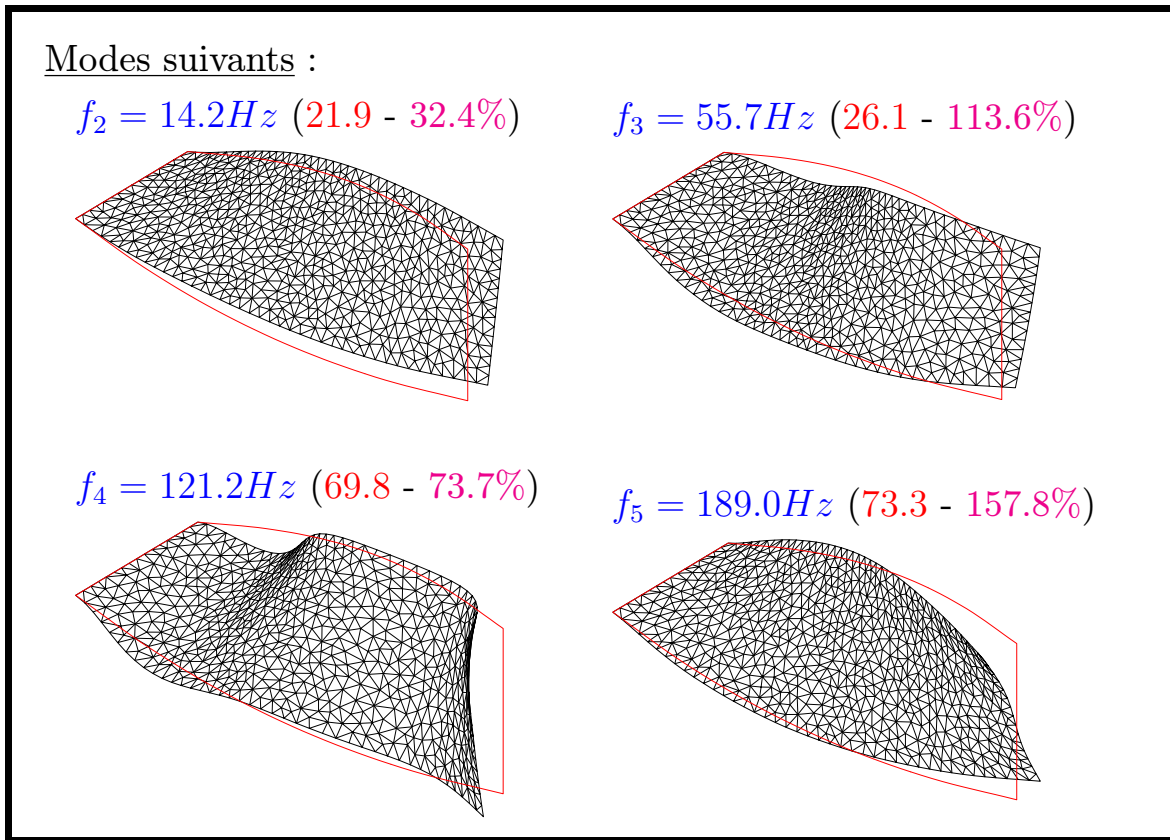 Modes suivants :
f₂ = 14.2Hz (21.9 - 32.4%)
f₃ = 55.7Hz (26.1 - 113.6%)
f₄ = 121.2Hz (69.8 - 73.7%)
f₅ = 189.0Hz (73.3 - 157.8%)